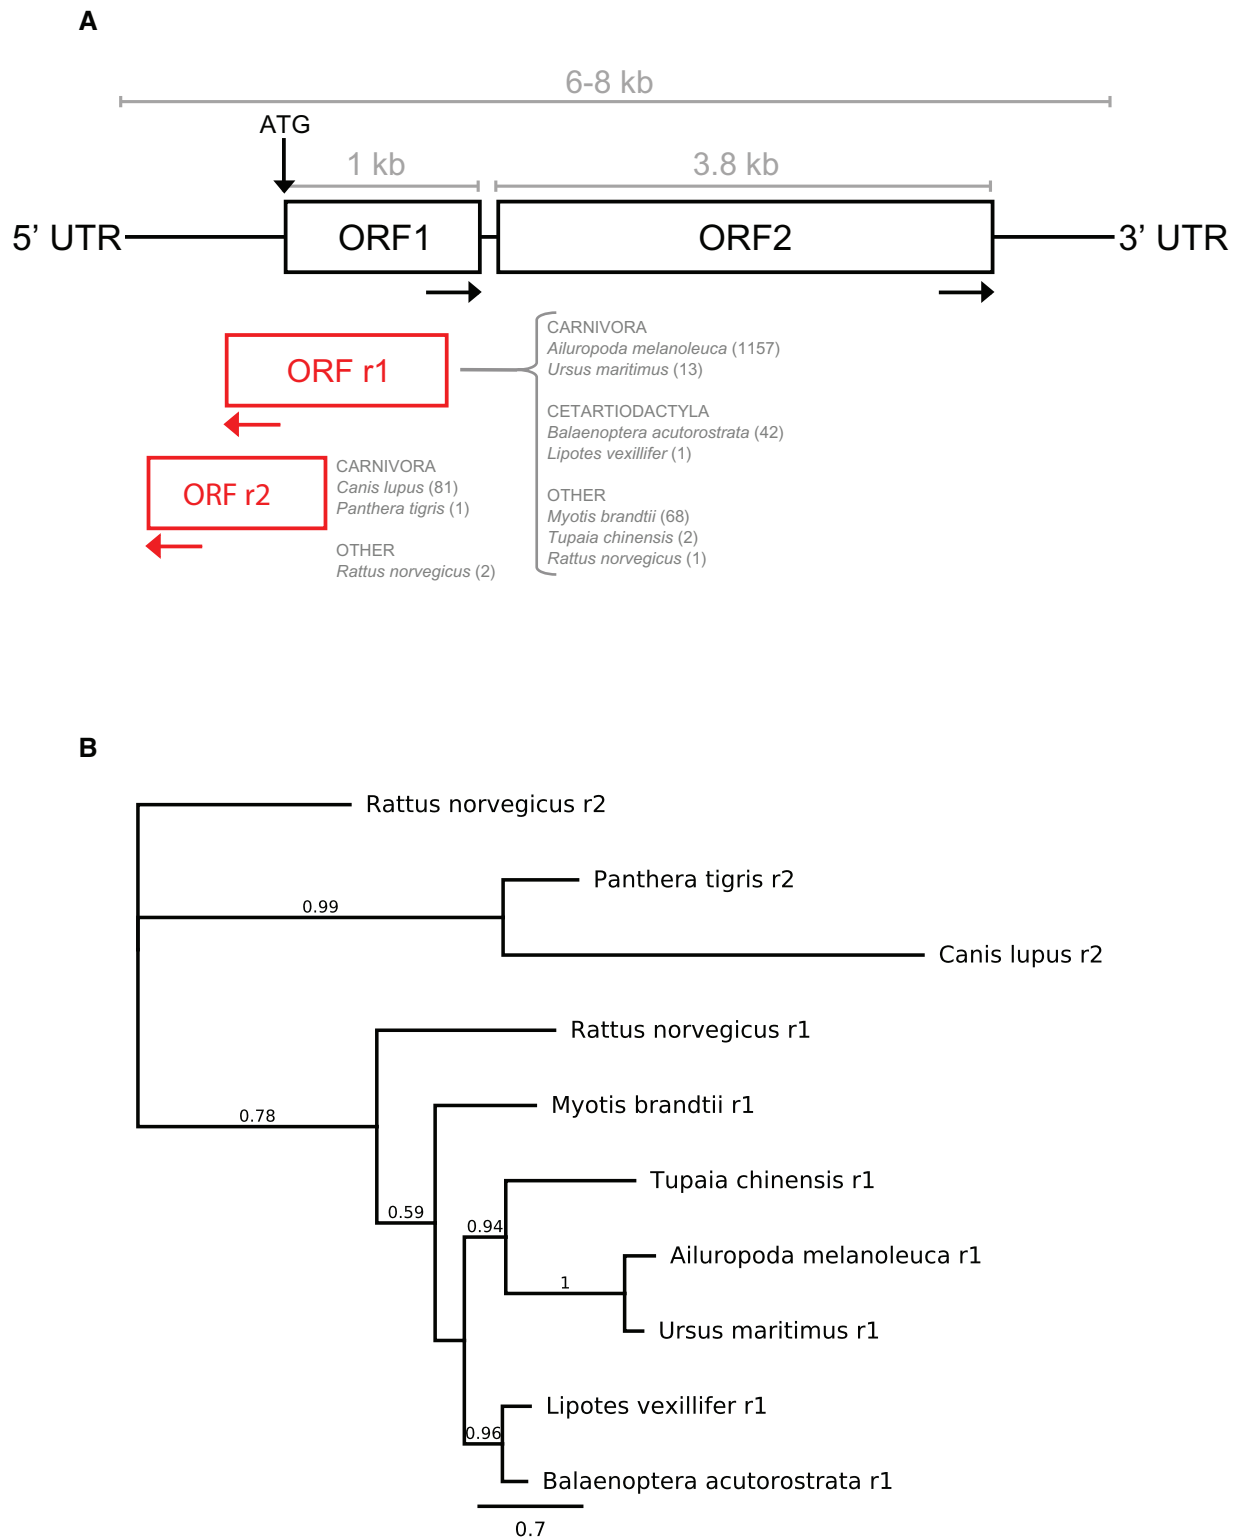 A
6-8 kb
ATG
1 kb
3.8 kb
5’ UTR
ORF1
ORF2
3’ UTR
ORF r1
CARNIVORA
Ailuropoda melanoleuca (1157)
Ursus maritimus (13)
CETARTIODACTYLA
Balaenoptera acutorostrata (42)
Lipotes vexillifer (1)
OTHER
Myotis brandtii (68)
Tupaia chinensis (2)
Rattus norvegicus (1)
ORF r2
CARNIVORA
Canis lupus (81)
Panthera tigris (1)
OTHER
Rattus norvegicus (2)
B
Rattus norvegicus r2
Panthera tigris r2
0.99
Canis lupus r2
Rattus norvegicus r1
Myotis brandtii r1
0.78
Tupaia chinensis r1
0.59
0.94
Ailuropoda melanoleuca r1
1
Ursus maritimus r1
Lipotes vexillifer r1
0.96
Balaenoptera acutorostrata r1
0.7